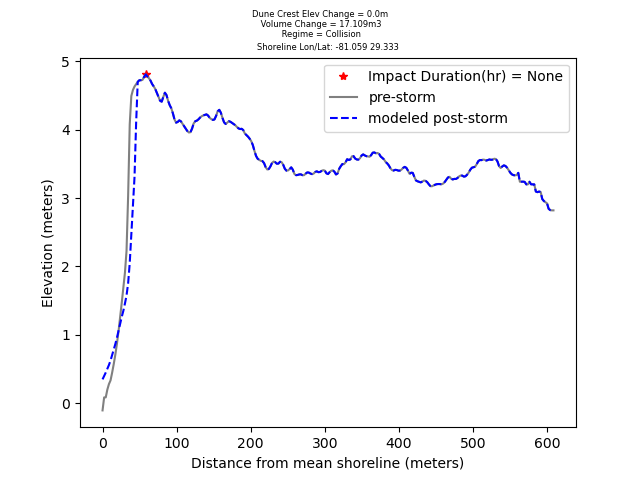 Dune Crest Elev Change = 0.0m
Volume Change = 17.109m3
Regime = Collision
Shoreline Lon/Lat: -81.059 29.333
Impact Duration(hr) = None
pre-storm
modeled post-storm
5
4
3
2
1
0
Elevation (meters)
0 100 200 300 400 500 600
Distance from mean shoreline (meters)